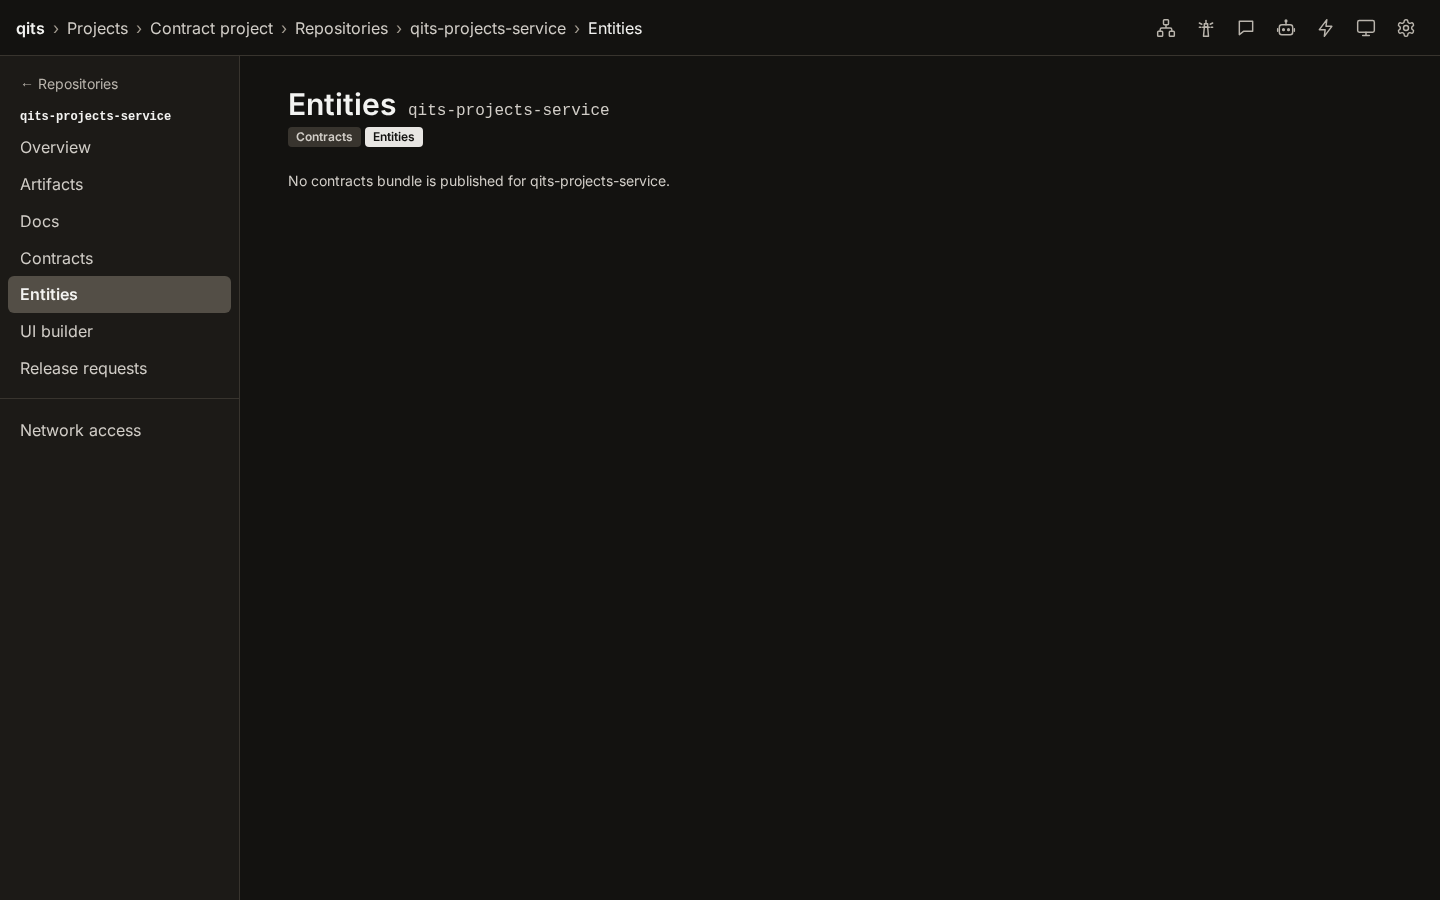 qits › Projects › Contract project › Repositories › qits-projects-service › Entities
← Repositories
qits-projects-service
Overview
Artifacts
Docs
Contracts
Entities
UI builder
Release requests
Network access
Entities qits-projects-service
Contracts Entities
No contracts bundle is published for qits-projects-service.